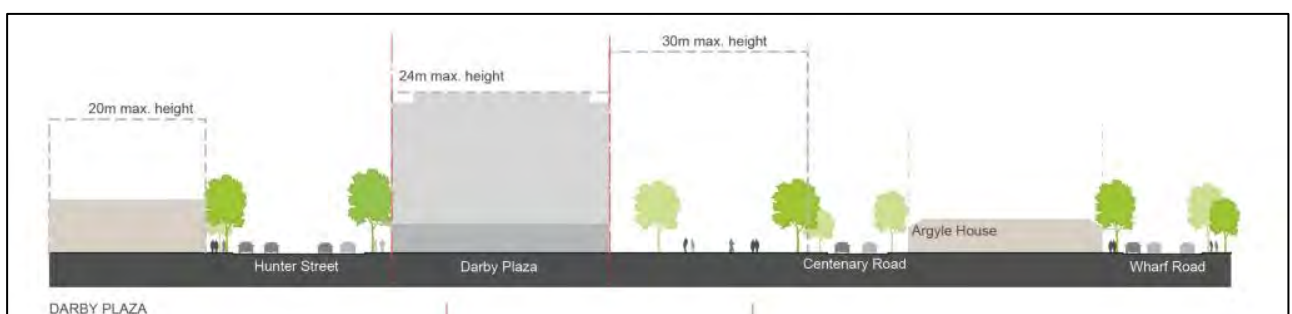 30m max. height
24m max. height
20m max. height
Argyle House
Hunter Street
Darby Plaza
Centenary Road
Wharf Road
DARBY PLAZA